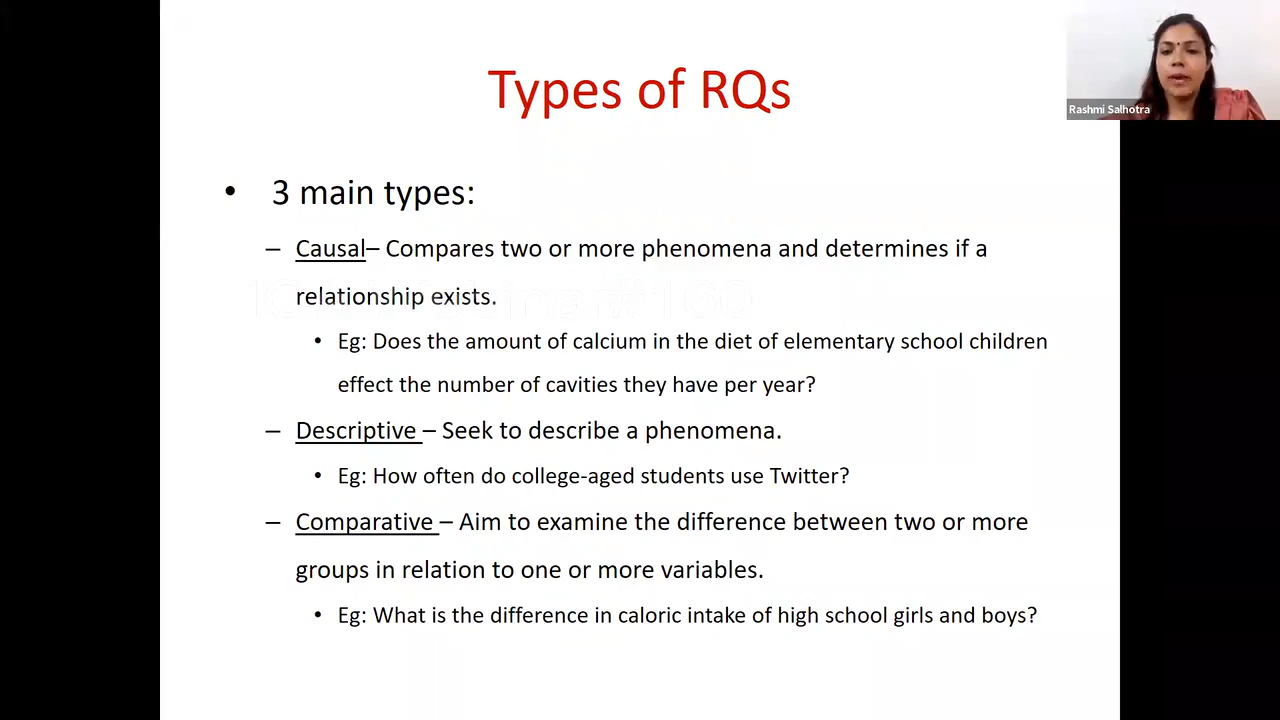 Types of RQs
Rashmi Salhotra
• 3 main types:
– Causal– Compares two or more phenomena and determines if a
relationship exists.
• Eg: Does the amount of calcium in the diet of elementary school children
effect the number of cavities they have per year?
– Descriptive – Seek to describe a phenomena.
• Eg: How often do college-aged students use Twitter?
– Comparative – Aim to examine the difference between two or more
groups in relation to one or more variables.
• Eg: What is the difference in caloric intake of high school girls and boys?